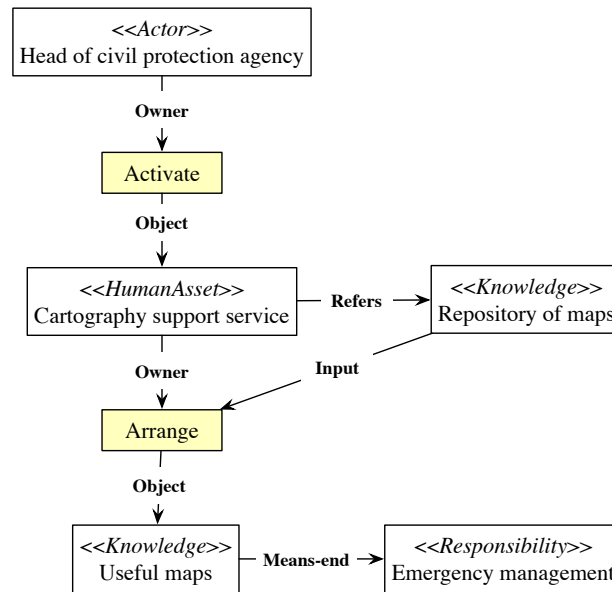 <<Actor>>
Head of civil protection agency
Owner
Activate
Object
<<HumanAsset>>
Cartography support service
Refers
<<Knowledge>>
Repository of maps
Owner
Input
Arrange
Object
<<Knowledge>>
Useful maps
Means-end
<<Responsibility>>
Emergency management